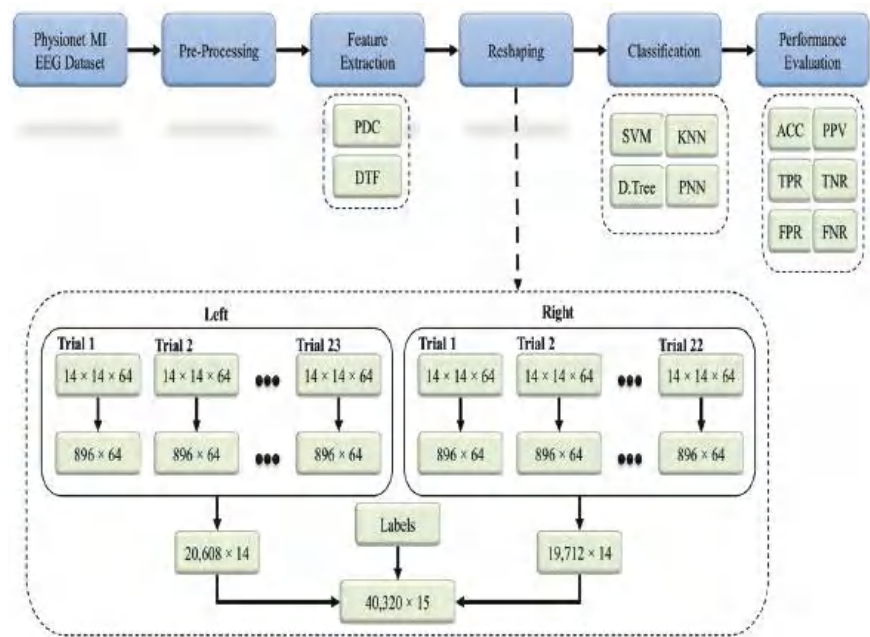 Physionet MI
EEG Dataset
Pre-Processing
Feature
Extraction
Reshaping
Classification
Performance
Evaluation
PDC
DTF
SVM KNN
D.Tree PNN
ACC PPV
TPR TNR
FPR FNR
Left
Trial 1 Trial 2 Trial 23
14 × 14 × 64 14 × 14 × 64 14 × 14 × 64
896 × 64 896 × 64 896 × 64
20,608 × 14
Right
Trial 1 Trial 2 Trial 22
14 × 14 × 64 14 × 14 × 64 14 × 14 × 64
896 × 64 896 × 64 896 × 64
19,712 × 14
Labels
40,320 × 15